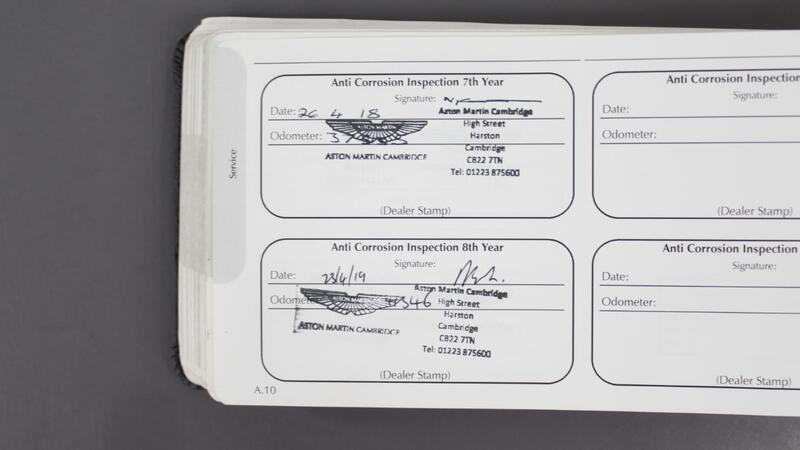 Service
Anti Corrosion Inspection 7th Year
Signature:
Date: 26 4 18
Aston Martin Cambridge
High Street
ASTON MARTIN
Odometer:
Harston
Cambridge
ASTON MARTIN CAMBRIDGE
CB22 7TN
Tel: 01223 875600
(Dealer Stamp)
Anti Corrosion Inspection
Signature:
Date:
Odometer:
(Dealer Stamp)
Anti Corrosion Inspection 8th Year
Signature:
Date: 23/4/19
Aston Martin Cambridge
Odometer:
High Street
Harston
ASTON MARTIN CAMBRIDGE
Cambridge
CB22 7TN
Tel: 01223 875600
(Dealer Stamp)
Anti Corrosion Inspection
Signature:
Date:
Odometer:
(Dealer Stamp)
A.10